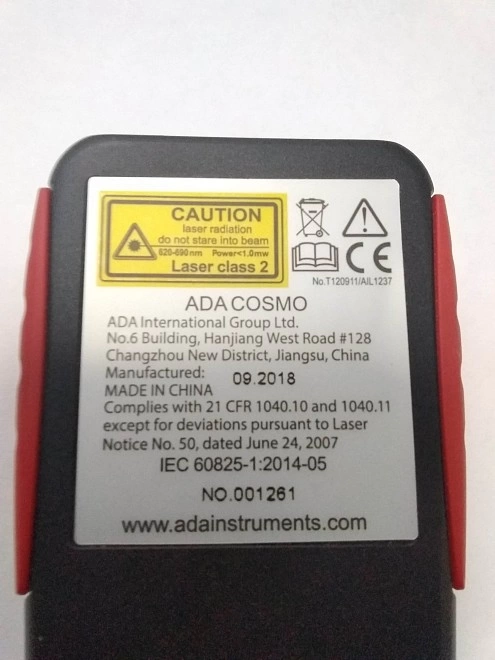 CAUTION
laser radiation
do not stare into beam
620-690nm Power<1.0mw
Laser class 2
CE
No.T120911/AIL1237
ADA COSMO
ADA International Group Ltd.
No.6 Building, Hanjiang West Road #128
Changzhou New District, Jiangsu, China
Manufactured: 09.2018
MADE IN CHINA
Complies with 21 CFR 1040.10 and 1040.11
except for deviations pursuant to Laser
Notice No. 50, dated June 24, 2007
IEC 60825-1:2014-05
NO.001261
www.adainstruments.com